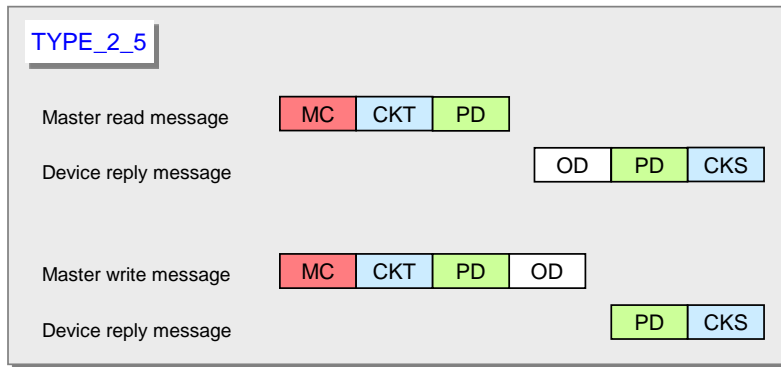 TYPE_2_5
Master read message MC CKT PD
Device reply message OD PD CKS
Master write message MC CKT PD OD
Device reply message PD CKS